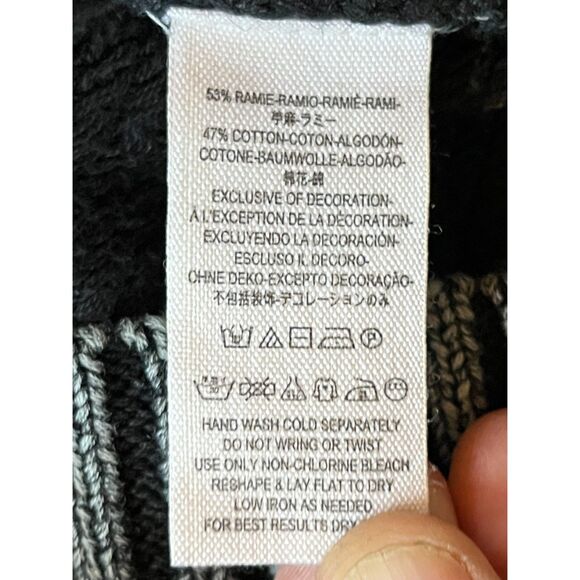 53% RAMIE-RAMIO-RAMIÈ-RAMI-
苧麻-ラミー
47% COTTON-COTON-ALGODÓN-
COTONE-BAUMWOLLE-ALGODÃO-
棉花-綿
EXCLUSIVE OF DECORATION-
À L'EXCEPTION DE LA DÉCORATION-
EXCLUYENDO LA DECORACIÓN-
ESCLUSO IL DECORO-
OHNE DEKO-EXCEPTO DECORAÇÃO-
不包括装饰-デコレーションのみ
HAND WASH COLD SEPARATELY
DO NOT WRING OR TWIST
USE ONLY NON-CHLORINE BLEACH
RESHAPE & LAY FLAT TO DRY
LOW IRON AS NEEDED
FOR BEST RESULTS DRY